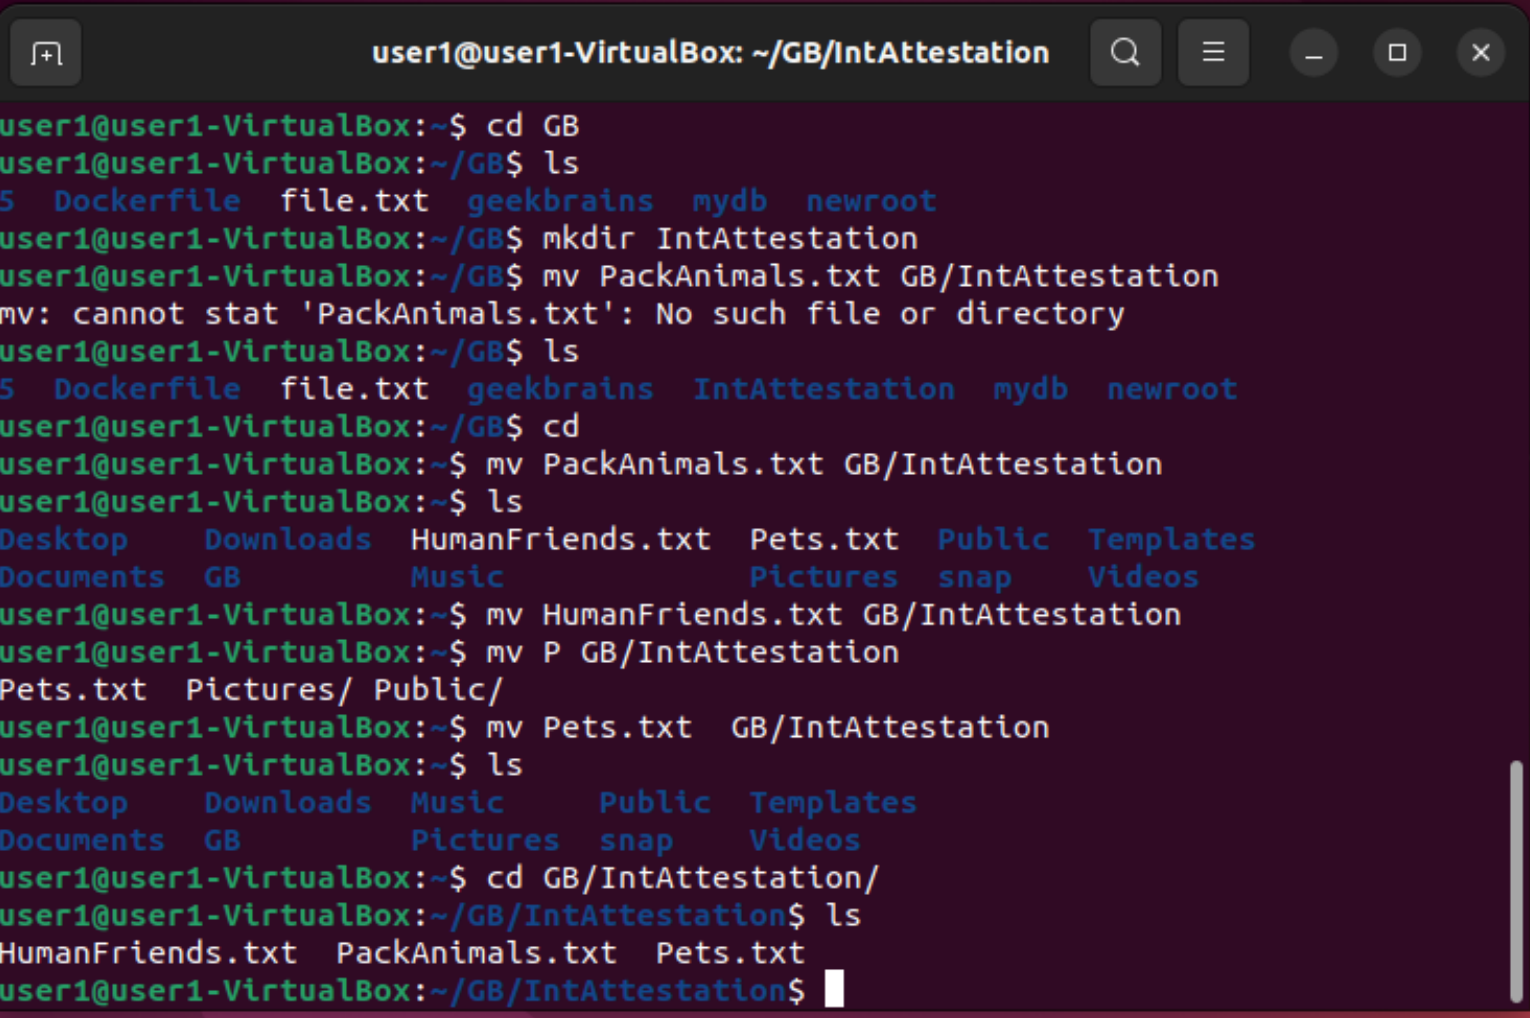 user1@user1-VirtualBox: ~/GB/IntAttestation
user1@user1-VirtualBox:~$ cd GB
user1@user1-VirtualBox:~/GB$ ls
5  Dockerfile  file.txt  geekbrains  mydb  newroot
user1@user1-VirtualBox:~/GB$ mkdir IntAttestation
user1@user1-VirtualBox:~/GB$ mv PackAnimals.txt GB/IntAttestation
mv: cannot stat 'PackAnimals.txt': No such file or directory
user1@user1-VirtualBox:~/GB$ ls
5  Dockerfile  file.txt  geekbrains  IntAttestation  mydb  newroot
user1@user1-VirtualBox:~/GB$ cd
user1@user1-VirtualBox:~$ mv PackAnimals.txt GB/IntAttestation
user1@user1-VirtualBox:~$ ls
Desktop    Downloads  HumanFriends.txt  Pets.txt  Public  Templates
Documents  GB         Music             Pictures  snap    Videos
user1@user1-VirtualBox:~$ mv HumanFriends.txt GB/IntAttestation
user1@user1-VirtualBox:~$ mv P GB/IntAttestation
Pets.txt  Pictures/ Public/
user1@user1-VirtualBox:~$ mv Pets.txt  GB/IntAttestation
user1@user1-VirtualBox:~$ ls
Desktop    Downloads  Music     Public  Templates
Documents  GB         Pictures  snap    Videos
user1@user1-VirtualBox:~$ cd GB/IntAttestation/
user1@user1-VirtualBox:~/GB/IntAttestation$ ls
HumanFriends.txt  PackAnimals.txt  Pets.txt
user1@user1-VirtualBox:~/GB/IntAttestation$